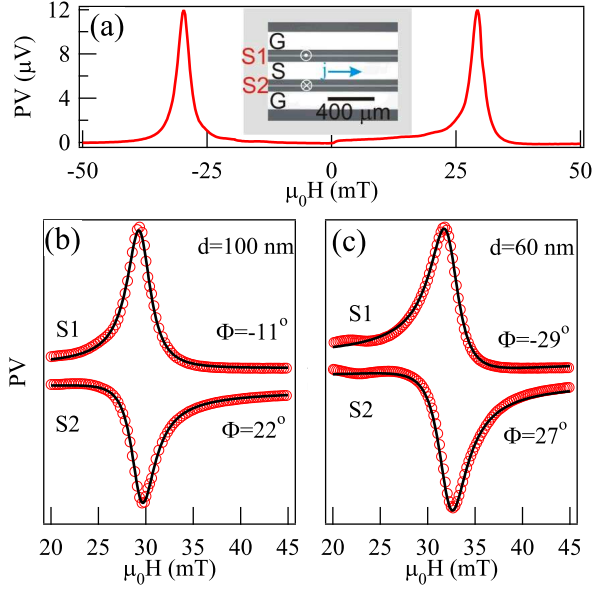 (a)
PV (μV)
12
8
4
0
G
S1
S
j
S2
G
400 μm
-50
-25
0
25
50
μ₀H (mT)
(b)
d=100 nm
S1
Φ=-11°
S2
Φ=22°
(c)
d=60 nm
S1
Φ=-29°
S2
Φ=27°
PV
20 25 30 35 40 45
20 25 30 35 40 45
μ₀H (mT)
μ₀H (mT)